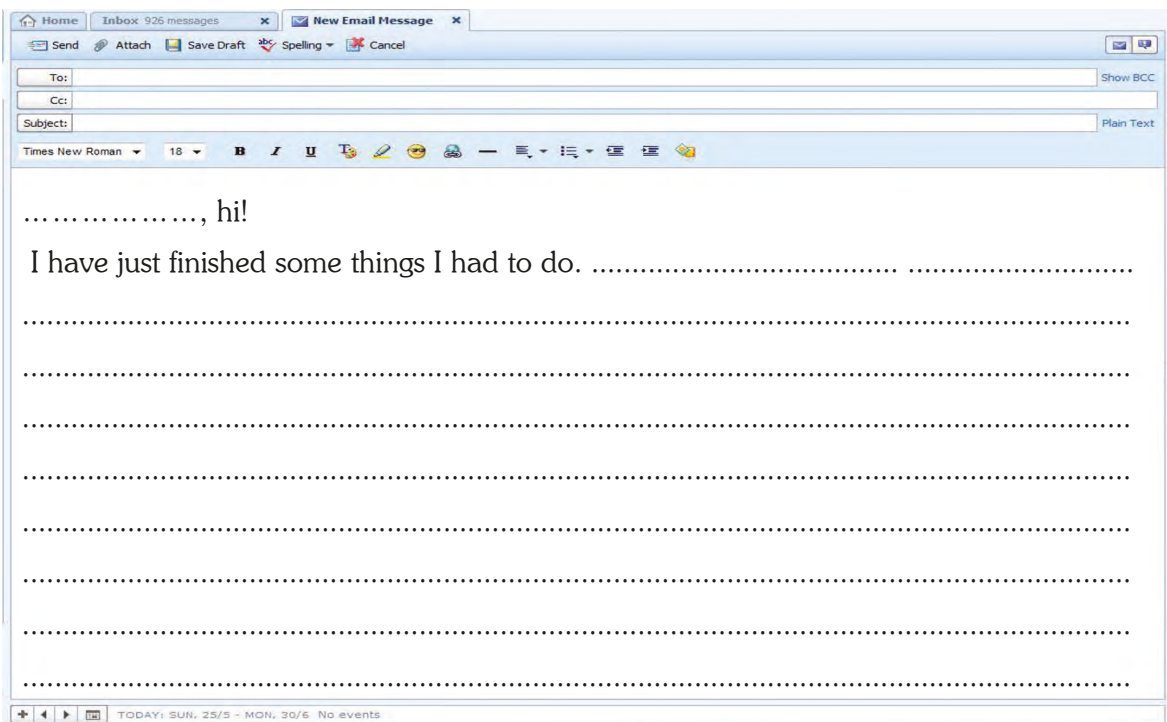 Home Inbox 926 messages x New Email Message x
Send Attach Save Draft abc Spelling Cancel
To: Show BCC
Cc:
Subject: Plain Text
Times New Roman 18 B I U T
………………, hi!
I have just finished some things I had to do. ...................................... ............................
.........................................................................................................................................
.........................................................................................................................................
.........................................................................................................................................
.........................................................................................................................................
.........................................................................................................................................
.........................................................................................................................................
.........................................................................................................................................
.........................................................................................................................................
TODAY: SUN, 25/5 - MON, 30/6 No events